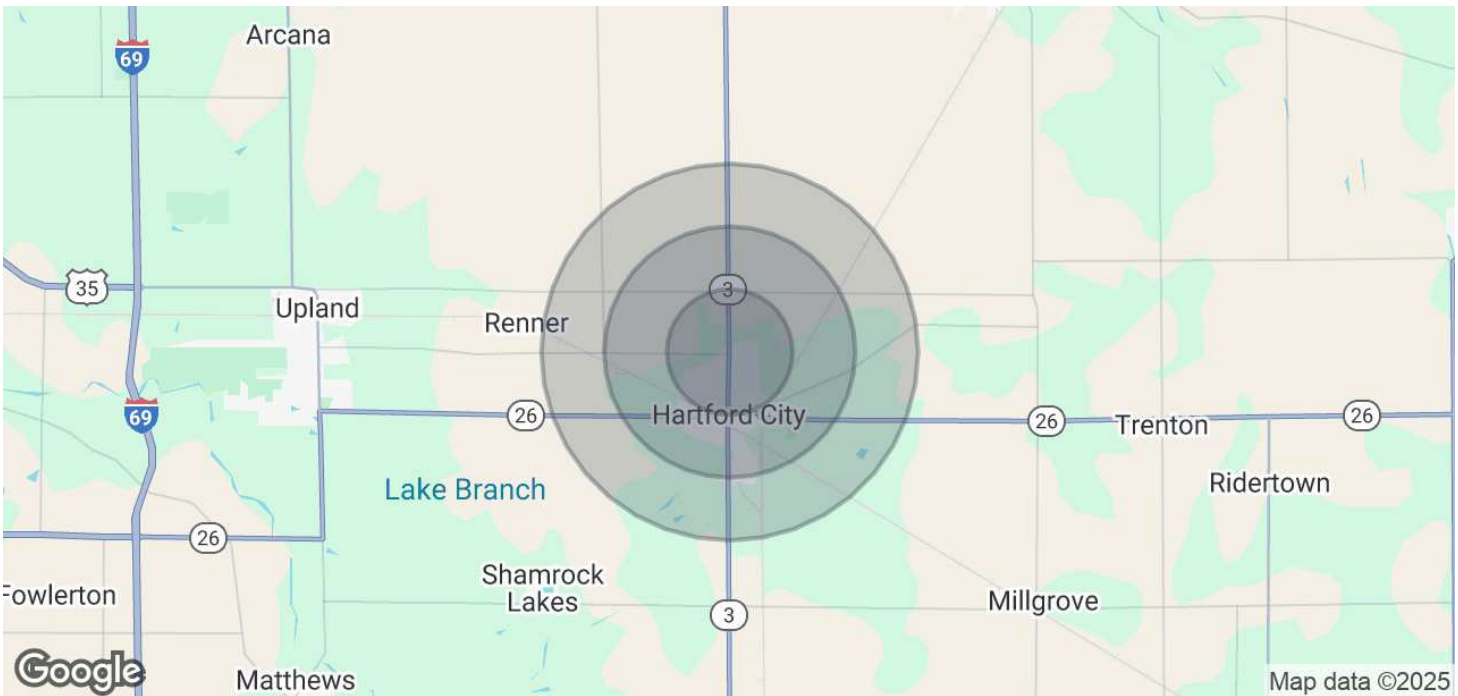 Arcana
69
35
Upland
3
Renner
69
26
Hartford City
26
Trenton
26
Lake Branch
Ridertown
26
Shamrock
Lakes
Fowlerton
3
Millgrove
Google
Matthews
Map data ©2025